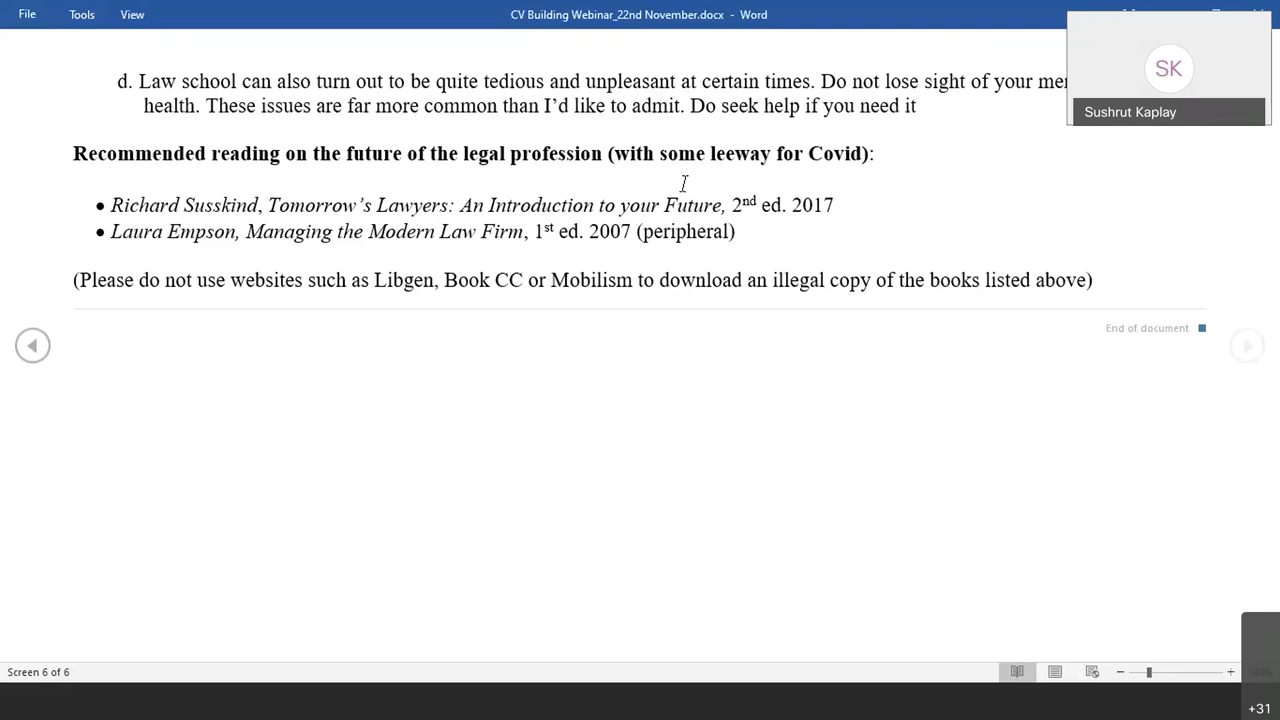 File Tools View CV Building Webinar_22nd November.docx - Word
SK
Sushrut Kaplay
d. Law school can also turn out to be quite tedious and unpleasant at certain times. Do not lose sight of your
health. These issues are far more common than I'd like to admit. Do seek help if you need it
Recommended reading on the future of the legal profession (with some leeway for Covid):
• Richard Susskind, Tomorrow's Lawyers: An Introduction to your Future, 2nd ed. 2017
• Laura Empson, Managing the Modern Law Firm, 1st ed. 2007 (peripheral)
(Please do not use websites such as Libgen, Book CC or Mobilism to download an illegal copy of the books listed above)
End of document
Screen 6 of 6
+31